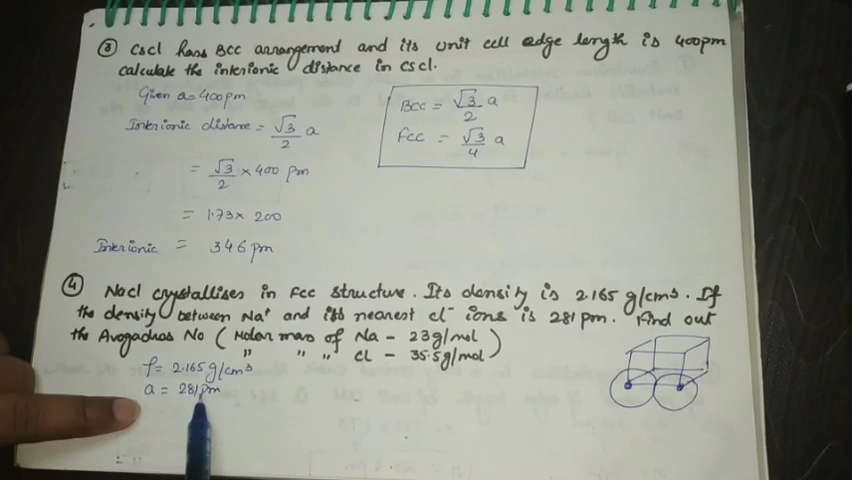 ③ CsCl has BCC arrangement and its unit cell edge length is 400pm
calculate the interionic distance in CsCl.
Given a=400pm
Interionic distance = √3/2 a
= √3/2 × 400 pm
= 1.73 × 200
Interionic = 346 pm
BCC = √3/2 a
FCC = √3/4 a
④ NaCl crystallises in FCC structure. Its density is 2.165 g/cm³. If
the density between Na⁺ and its nearest Cl⁻ ions is 281 pm. Find out
the Avogadros No ( Molar mass of Na - 23g/mol
" " " Cl - 35.5g/mol )
f = 2.165 g/cm³
a = 281pm